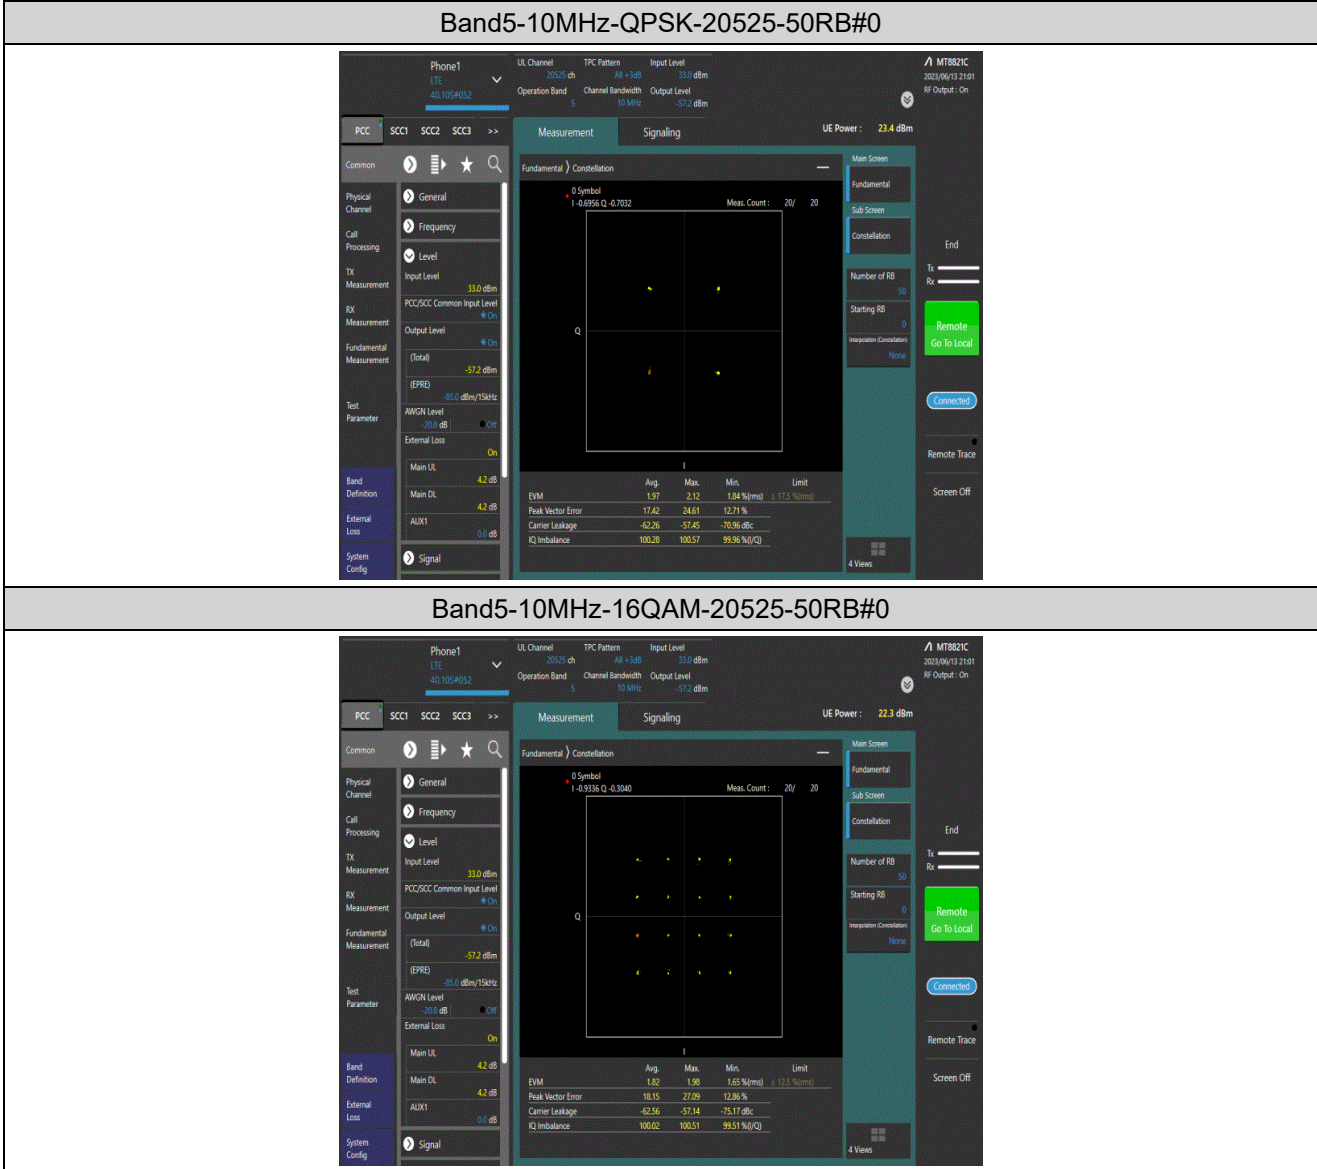 Band5-10MHz-QPSK-20525-50RB#0
Phone1
LTE
40.105#052
UL Channel TPC Pattern Input Level
20525 ch All +3dB 33.0 dBm
Operation Band Channel Bandwidth Output Level
5 10 MHz -57.2 dBm
MT8821C
2023/06/13 21:01
RF Output : On
PCC SCC1 SCC2 SCC3 >>
Measurement Signaling
UE Power : 23.4 dBm
Common
Physical Channel
Call Processing
TX Measurement
RX Measurement
Fundamental Measurement
Test Parameter
Band Definition
External Loss
System Config
General
Frequency
Level
Input Level
33.0 dBm
PCC/SCC Common Input Level
On
Output Level
On
(Total)
-57.2 dBm
(EPRE)
-85.0 dBm/15kHz
AWGN Level
-20.0 dB Off
External Loss
On
Main UL
4.2 dB
Main DL
4.2 dB
AUX1
0.0 dB
Signal
Fundamental Constellation
0 Symbol
I -0.6956 Q -0.7032 Meas. Count : 20/ 20
Q
I
Avg. Max. Min. Limit
EVM 1.97 2.12 1.84 %(rms) ≤ 17.5 %(rms)
Peak Vector Error 17.42 24.61 12.71 %
Carrier Leakage -62.26 -57.45 -70.96 dBc
IQ Imbalance 100.28 100.57 99.96 %(I/Q)
Main Screen
Fundamental
Sub Screen
Constellation
Number of RB
50
Starting RB
0
Interpolation (Constellation)
None
4 Views
End
Tx
Rx
Remote
Go To Local
Connected
Remote Trace
Screen Off
Band5-10MHz-16QAM-20525-50RB#0
Phone1
LTE
40.105#052
UL Channel TPC Pattern Input Level
20525 ch All +3dB 33.0 dBm
Operation Band Channel Bandwidth Output Level
5 10 MHz -57.2 dBm
MT8821C
2023/06/13 21:01
RF Output : On
PCC SCC1 SCC2 SCC3 >>
Measurement Signaling
UE Power : 22.3 dBm
Common
Physical Channel
Call Processing
TX Measurement
RX Measurement
Fundamental Measurement
Test Parameter
Band Definition
External Loss
System Config
General
Frequency
Level
Input Level
33.0 dBm
PCC/SCC Common Input Level
On
Output Level
On
(Total)
-57.2 dBm
(EPRE)
-85.0 dBm/15kHz
AWGN Level
-20.0 dB Off
External Loss
On
Main UL
4.2 dB
Main DL
4.2 dB
AUX1
0.0 dB
Signal
Fundamental Constellation
0 Symbol
I -0.9336 Q -0.3040 Meas. Count : 20/ 20
Q
I
Avg. Max. Min. Limit
EVM 1.82 1.98 1.65 %(rms) ≤ 12.5 %(rms)
Peak Vector Error 18.15 27.09 12.86 %
Carrier Leakage -62.56 -57.14 -75.17 dBc
IQ Imbalance 100.02 100.51 99.51 %(I/Q)
Main Screen
Fundamental
Sub Screen
Constellation
Number of RB
50
Starting RB
0
Interpolation (Constellation)
None
4 Views
End
Tx
Rx
Remote
Go To Local
Connected
Remote Trace
Screen Off